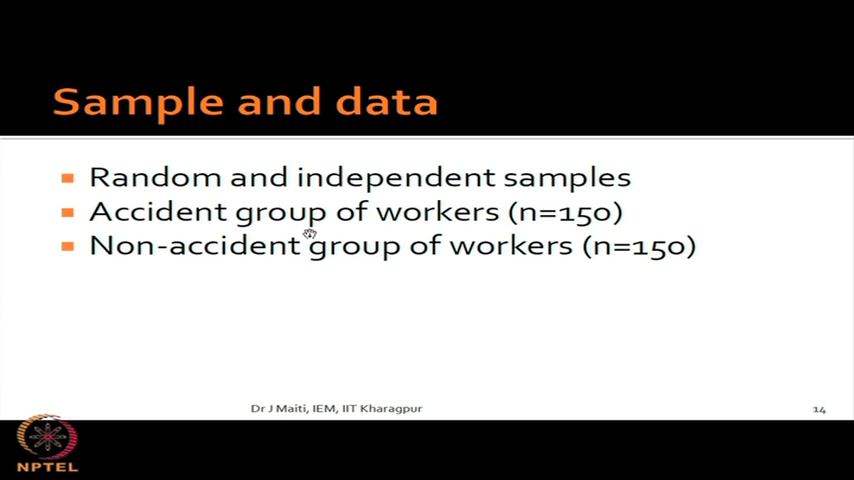 Sample and data
Random and independent samples
Accident group of workers (n=150)
Non-accident group of workers (n=150)
Dr J Maiti, IEM, IIT Kharagpur
14
NPTEL